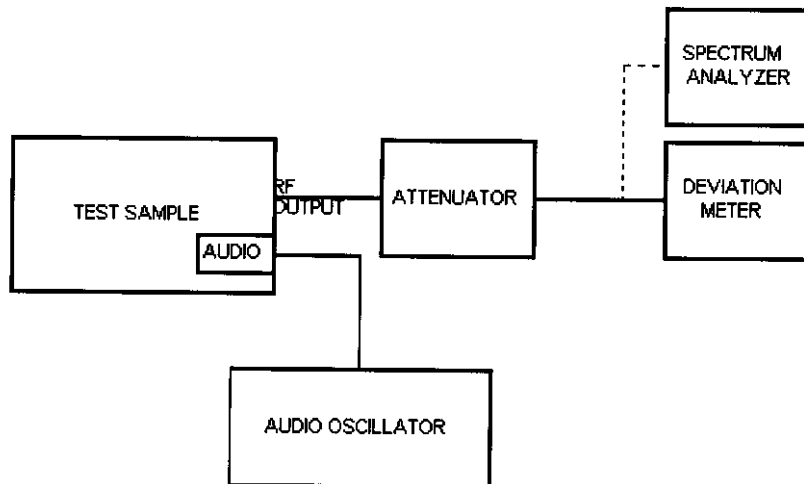 SPECTRUM
ANALYZER
TEST SAMPLE
RF
OUTPUT
ATTENUATOR
DEVIATION
METER
AUDIO
AUDIO OSCILLATOR